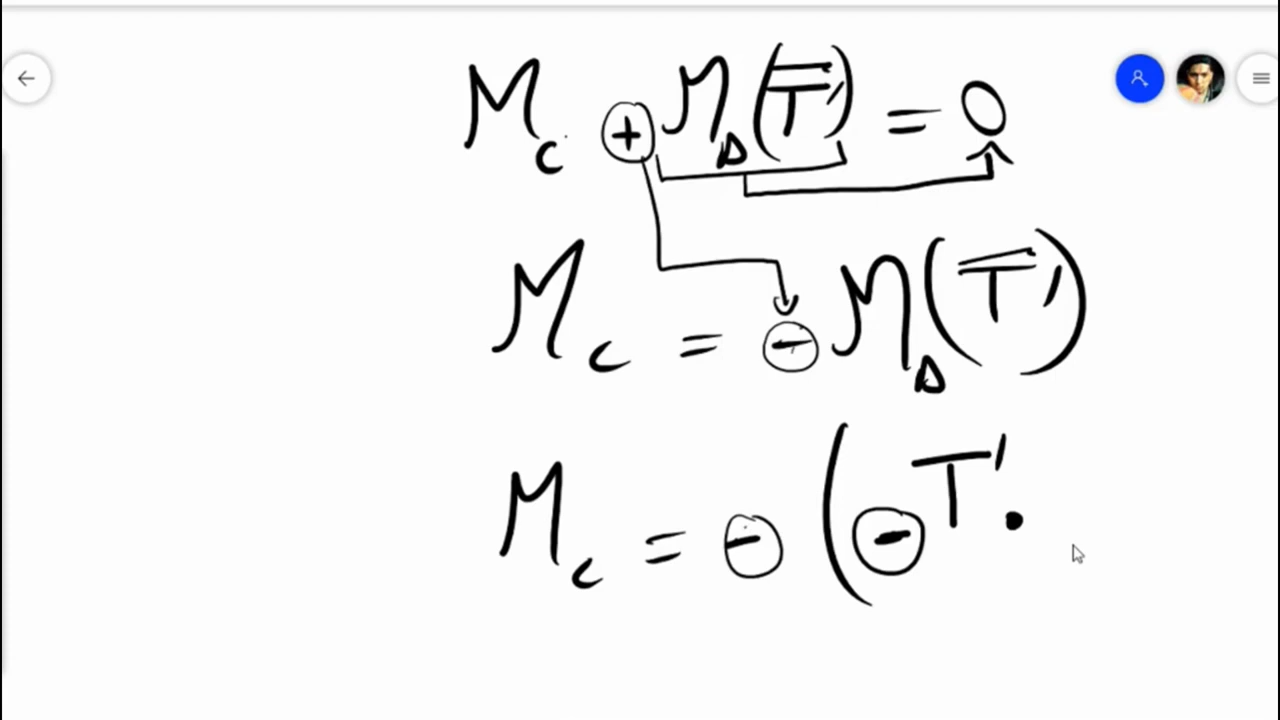 M_C ⊕ M_D(T̅') = 0
M_C = ⊖ M_D(T̅')
M_C = ⊖ (⊖ T' .